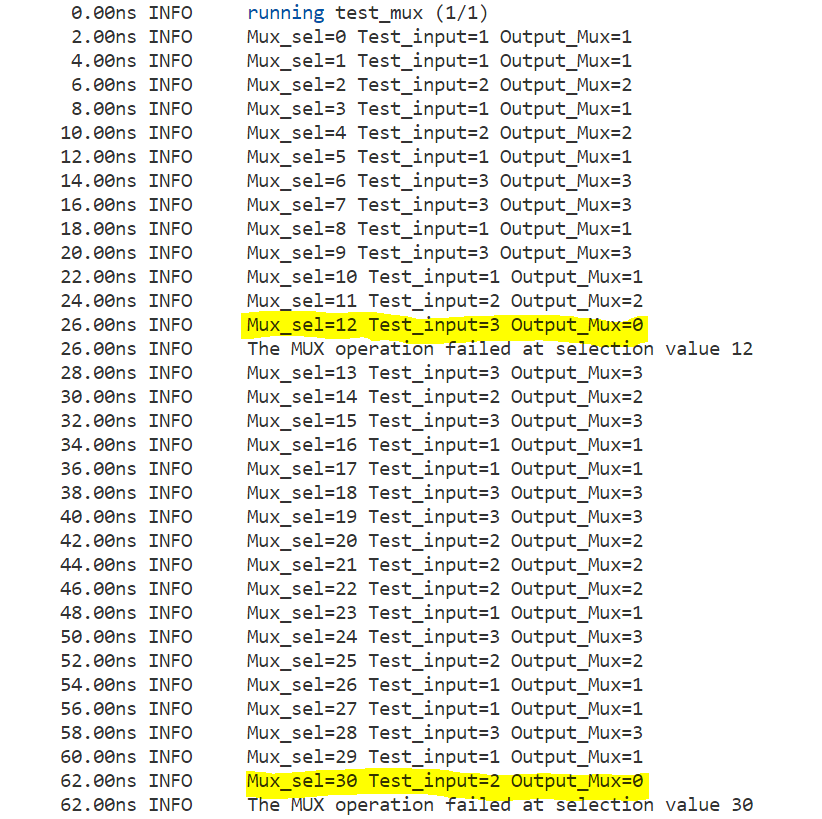 0.00ns INFO     running test_mux (1/1)
2.00ns INFO     Mux_sel=0 Test_input=1 Output_Mux=1
4.00ns INFO     Mux_sel=1 Test_input=1 Output_Mux=1
6.00ns INFO     Mux_sel=2 Test_input=2 Output_Mux=2
8.00ns INFO     Mux_sel=3 Test_input=1 Output_Mux=1
10.00ns INFO     Mux_sel=4 Test_input=2 Output_Mux=2
12.00ns INFO     Mux_sel=5 Test_input=1 Output_Mux=1
14.00ns INFO     Mux_sel=6 Test_input=3 Output_Mux=3
16.00ns INFO     Mux_sel=7 Test_input=3 Output_Mux=3
18.00ns INFO     Mux_sel=8 Test_input=1 Output_Mux=1
20.00ns INFO     Mux_sel=9 Test_input=3 Output_Mux=3
22.00ns INFO     Mux_sel=10 Test_input=1 Output_Mux=1
24.00ns INFO     Mux_sel=11 Test_input=2 Output_Mux=2
26.00ns INFO     Mux_sel=12 Test_input=3 Output_Mux=0
26.00ns INFO     The MUX operation failed at selection value 12
28.00ns INFO     Mux_sel=13 Test_input=3 Output_Mux=3
30.00ns INFO     Mux_sel=14 Test_input=2 Output_Mux=2
32.00ns INFO     Mux_sel=15 Test_input=3 Output_Mux=3
34.00ns INFO     Mux_sel=16 Test_input=1 Output_Mux=1
36.00ns INFO     Mux_sel=17 Test_input=1 Output_Mux=1
38.00ns INFO     Mux_sel=18 Test_input=3 Output_Mux=3
40.00ns INFO     Mux_sel=19 Test_input=3 Output_Mux=3
42.00ns INFO     Mux_sel=20 Test_input=2 Output_Mux=2
44.00ns INFO     Mux_sel=21 Test_input=2 Output_Mux=2
46.00ns INFO     Mux_sel=22 Test_input=2 Output_Mux=2
48.00ns INFO     Mux_sel=23 Test_input=1 Output_Mux=1
50.00ns INFO     Mux_sel=24 Test_input=3 Output_Mux=3
52.00ns INFO     Mux_sel=25 Test_input=2 Output_Mux=2
54.00ns INFO     Mux_sel=26 Test_input=1 Output_Mux=1
56.00ns INFO     Mux_sel=27 Test_input=1 Output_Mux=1
58.00ns INFO     Mux_sel=28 Test_input=3 Output_Mux=3
60.00ns INFO     Mux_sel=29 Test_input=1 Output_Mux=1
62.00ns INFO     Mux_sel=30 Test_input=2 Output_Mux=0
62.00ns INFO     The MUX operation failed at selection value 30